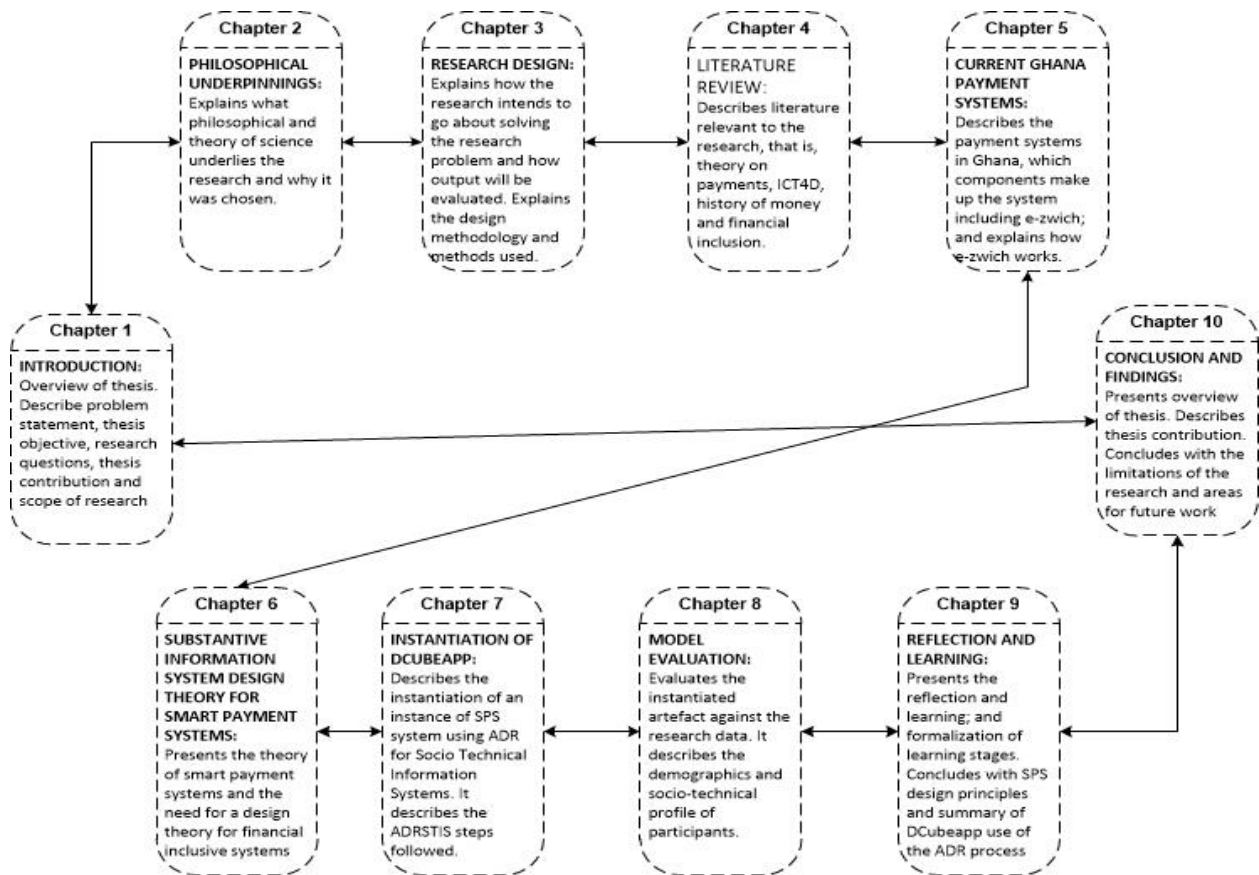 Chapter 2
PHILOSOPHICAL
UNDERPINNINGS:
Explains what
philosophical and
theory of science
underlies the
research and why it
was chosen.
Chapter 3
RESEARCH DESIGN:
Explains how the
research intends to
go about solving
the research
problem and how
output will be
evaluated. Explains
the design
methodology and
methods used.
Chapter 4
LITERATURE
REVIEW:
Describes literature
relevant to the
research, that is,
theory on
payments, ICT4D,
history of money
and financial
inclusion.
Chapter 5
CURRENT GHANA
PAYMENT
SYSTEMS:
Describes the
payment systems
in Ghana, which
components make
up the system
including e-zwich;
and explains how
e-zwich works.
Chapter 1
INTRODUCTION:
Overview of thesis.
Describe problem
statement, thesis
objective, research
questions, thesis
contribution and
scope of research
Chapter 10
CONCLUSION AND
FINDINGS:
Presents overview
of thesis. Describes
thesis contribution.
Concludes with the
limitations of the
research and areas
for future work
Chapter 6
SUBSTANTIVE
INFORMATION
SYSTEM DESIGN
THEORY FOR
SMART PAYMENT
SYSTEMS:
Presents the theory
of smart payment
systems and the
need for a design
theory for financial
inclusive systems
Chapter 7
INSTANTIATION OF
DCUBEAPP:
Describes the
instantiation of an
instance of SPS
system using ADR
for Socio Technical
Information
Systems. It
describes the
ADRSTIS steps
followed.
Chapter 8
MODEL
EVALUATION:
Evaluates the
instantiated
artefact against the
research data. It
describes the
demographics and
socio-technical
profile of
participants.
Chapter 9
REFLECTION AND
LEARNING:
Presents the
reflection and
learning; and
formalization of
learning stages.
Concludes with SPS
design principles
and summary of
DCubeapp use of
the ADR process